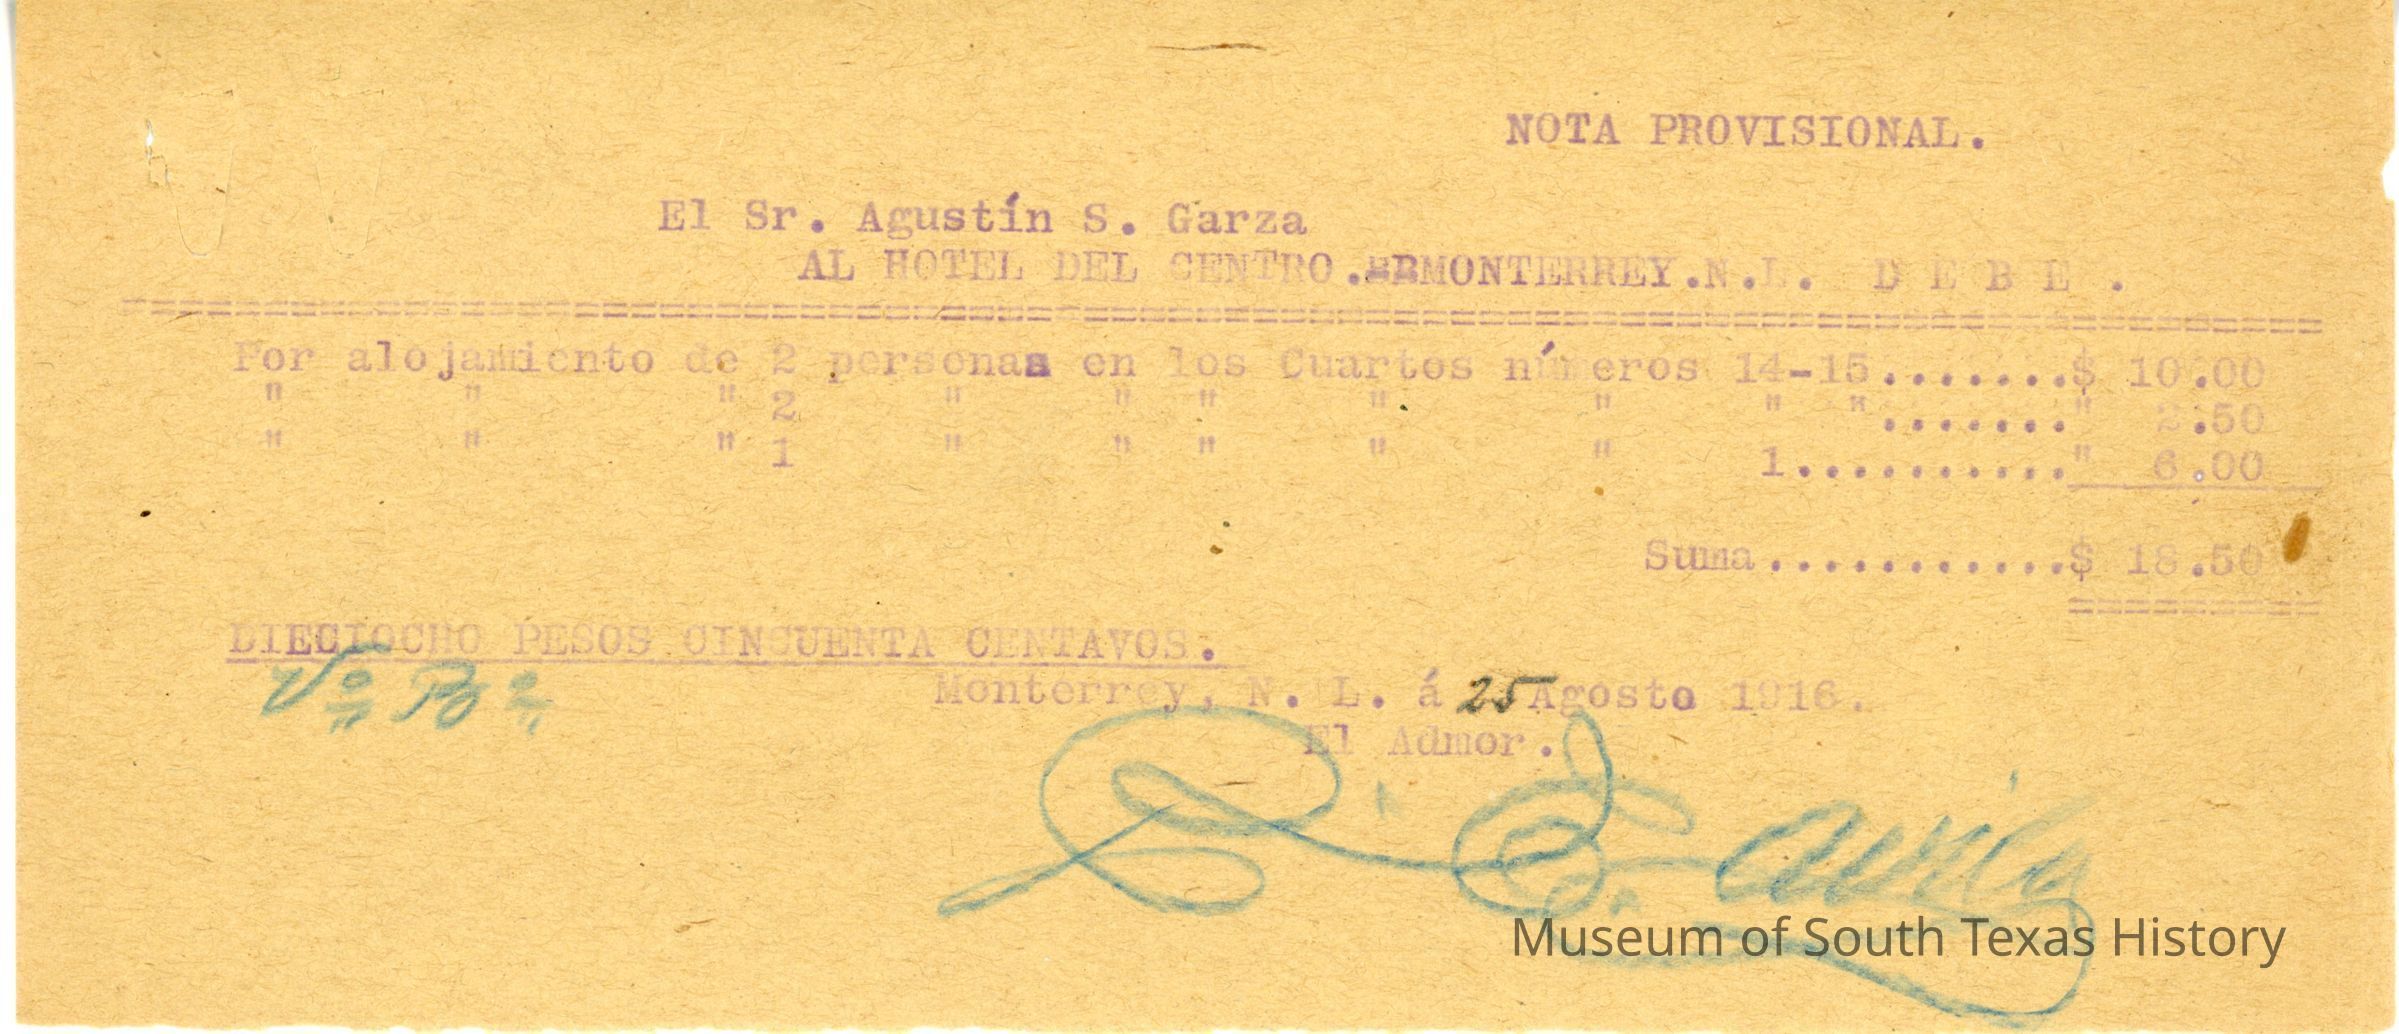 NOTA PROVISIONAL.
El Sr. Agustín S. Garza
AL HOTEL DEL CENTRO. MONTERREY.N.L. D E B E .
===============================================================================
Por alojamiento de 2 personas en los Cuartos números 14-15.......$ 10.00
" " " 2 " " " " " " " ......." 2.50
" " " 1 " " " " " 1..........." 6.00
Suma............$ 18.50
=========
DIECIOCHO PESOS CINCUENTA CENTAVOS.
Vo Bo
Monterrey, N. L. á 25 Agosto 1916.
El Admor.
Museum of South Texas History